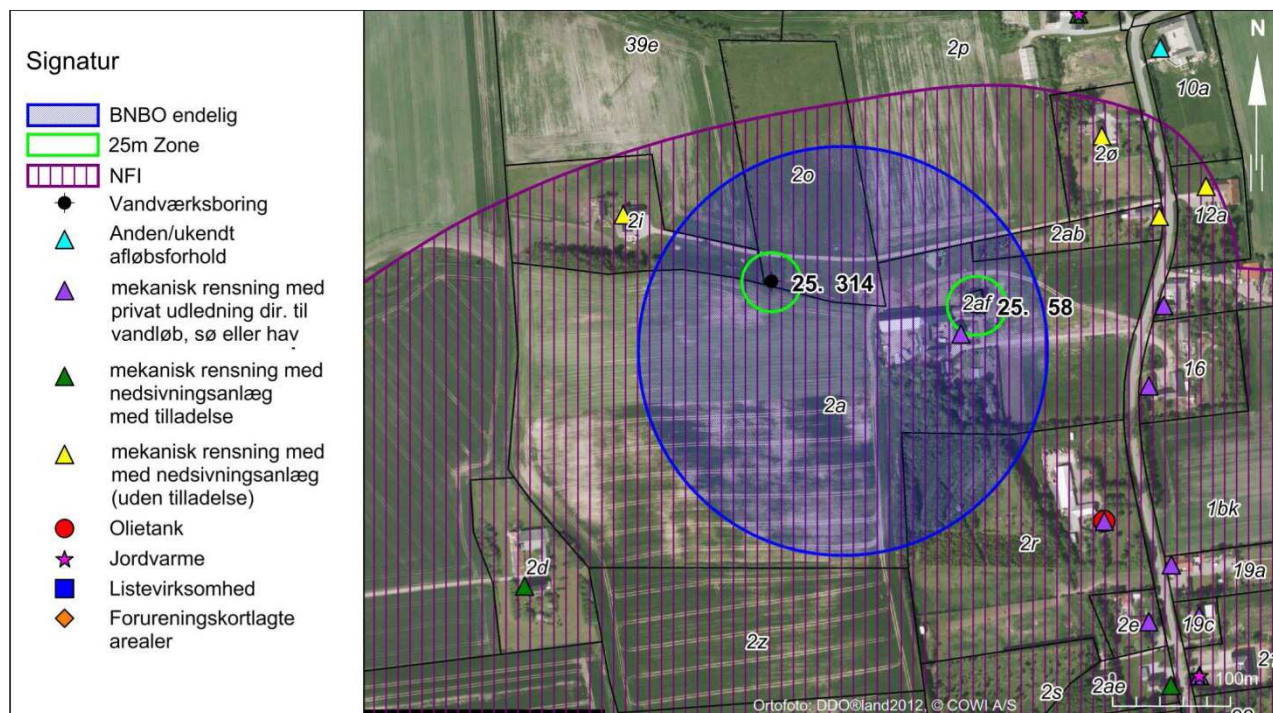 Signatur
BNBO endelig
25m Zone
NFI
Vandværksboring
Anden/ukendt
afløbsforhold
mekanisk rensning med
privat udledning dir. til
vandløb, sø eller hav
mekanisk rensning med
nedsivningsanlæg
med tilladelse
mekanisk rensning med
med nedsivningsanlæg
(uden tilladelse)
Olietank
Jordvarme
Listevirksomhed
Forureningskortlagte
arealer
N
39e
2p
10a
2ø
2o
2i
12a
2ab
25. 314
2af
25. 58
16
2a
1bk
2r
2d
19a
2e
19c
2z
2s
2ae
100m
Ortofoto: DDO®land2012, © COWI A/S